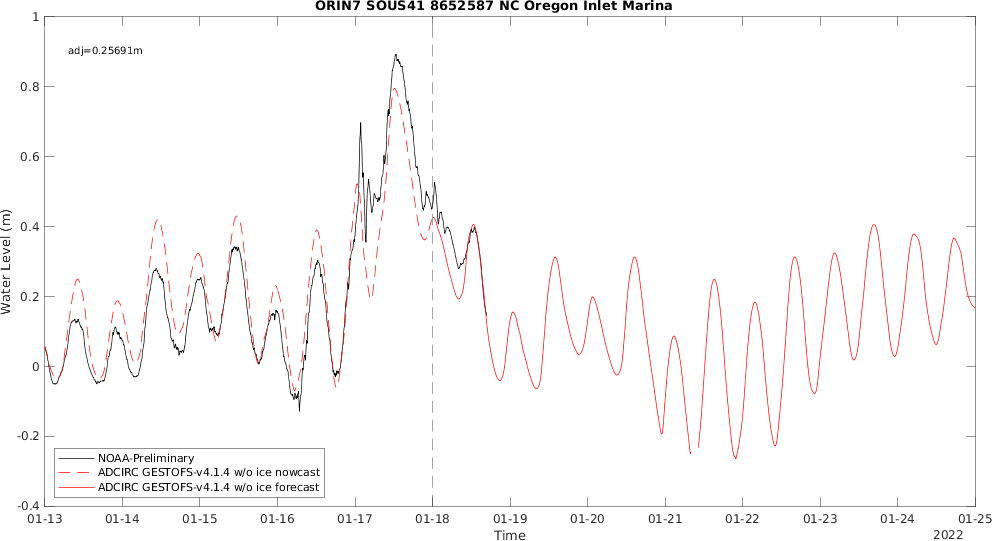 ORIN7 SOUS41 8652587 NC Oregon Inlet Marina
adj=0.25691m
1
0.8
0.6
0.4
0.2
0
-0.2
-0.4
Water Level (m)
NOAA-Preliminary
ADCIRC GESTOFS-v4.1.4 w/o ice nowcast
ADCIRC GESTOFS-v4.1.4 w/o ice forecast
01-13 01-14 01-15 01-16 01-17 01-18 01-19 01-20 01-21 01-22 01-23 01-24 01-25
Time
2022